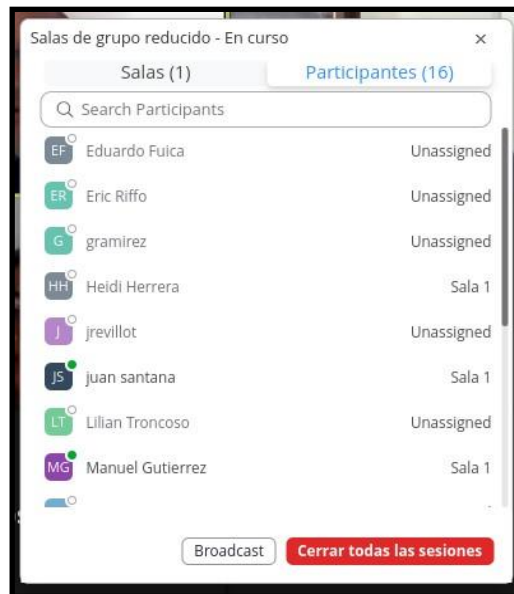 Salas de grupo reducido - En curso ×
Salas (1) Participantes (16)
Search Participants
EF Eduardo Fuica Unassigned
ER Eric Riffo Unassigned
G gramirez Unassigned
HH Heidi Herrera Sala 1
J jrevillot Unassigned
JS juan santana Sala 1
LT Lilian Troncoso Unassigned
MG Manuel Gutierrez Sala 1
Broadcast Cerrar todas las sesiones